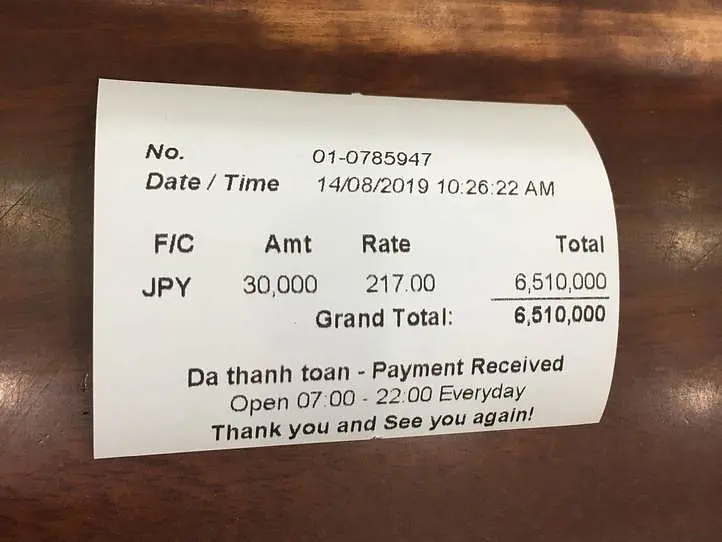 No. 01-0785947
Date / Time 14/08/2019 10:26:22 AM
F/C Amt Rate Total
JPY 30,000 217.00 6,510,000
Grand Total: 6,510,000
Da thanh toan - Payment Received
Open 07:00 - 22:00 Everyday
Thank you and See you again!